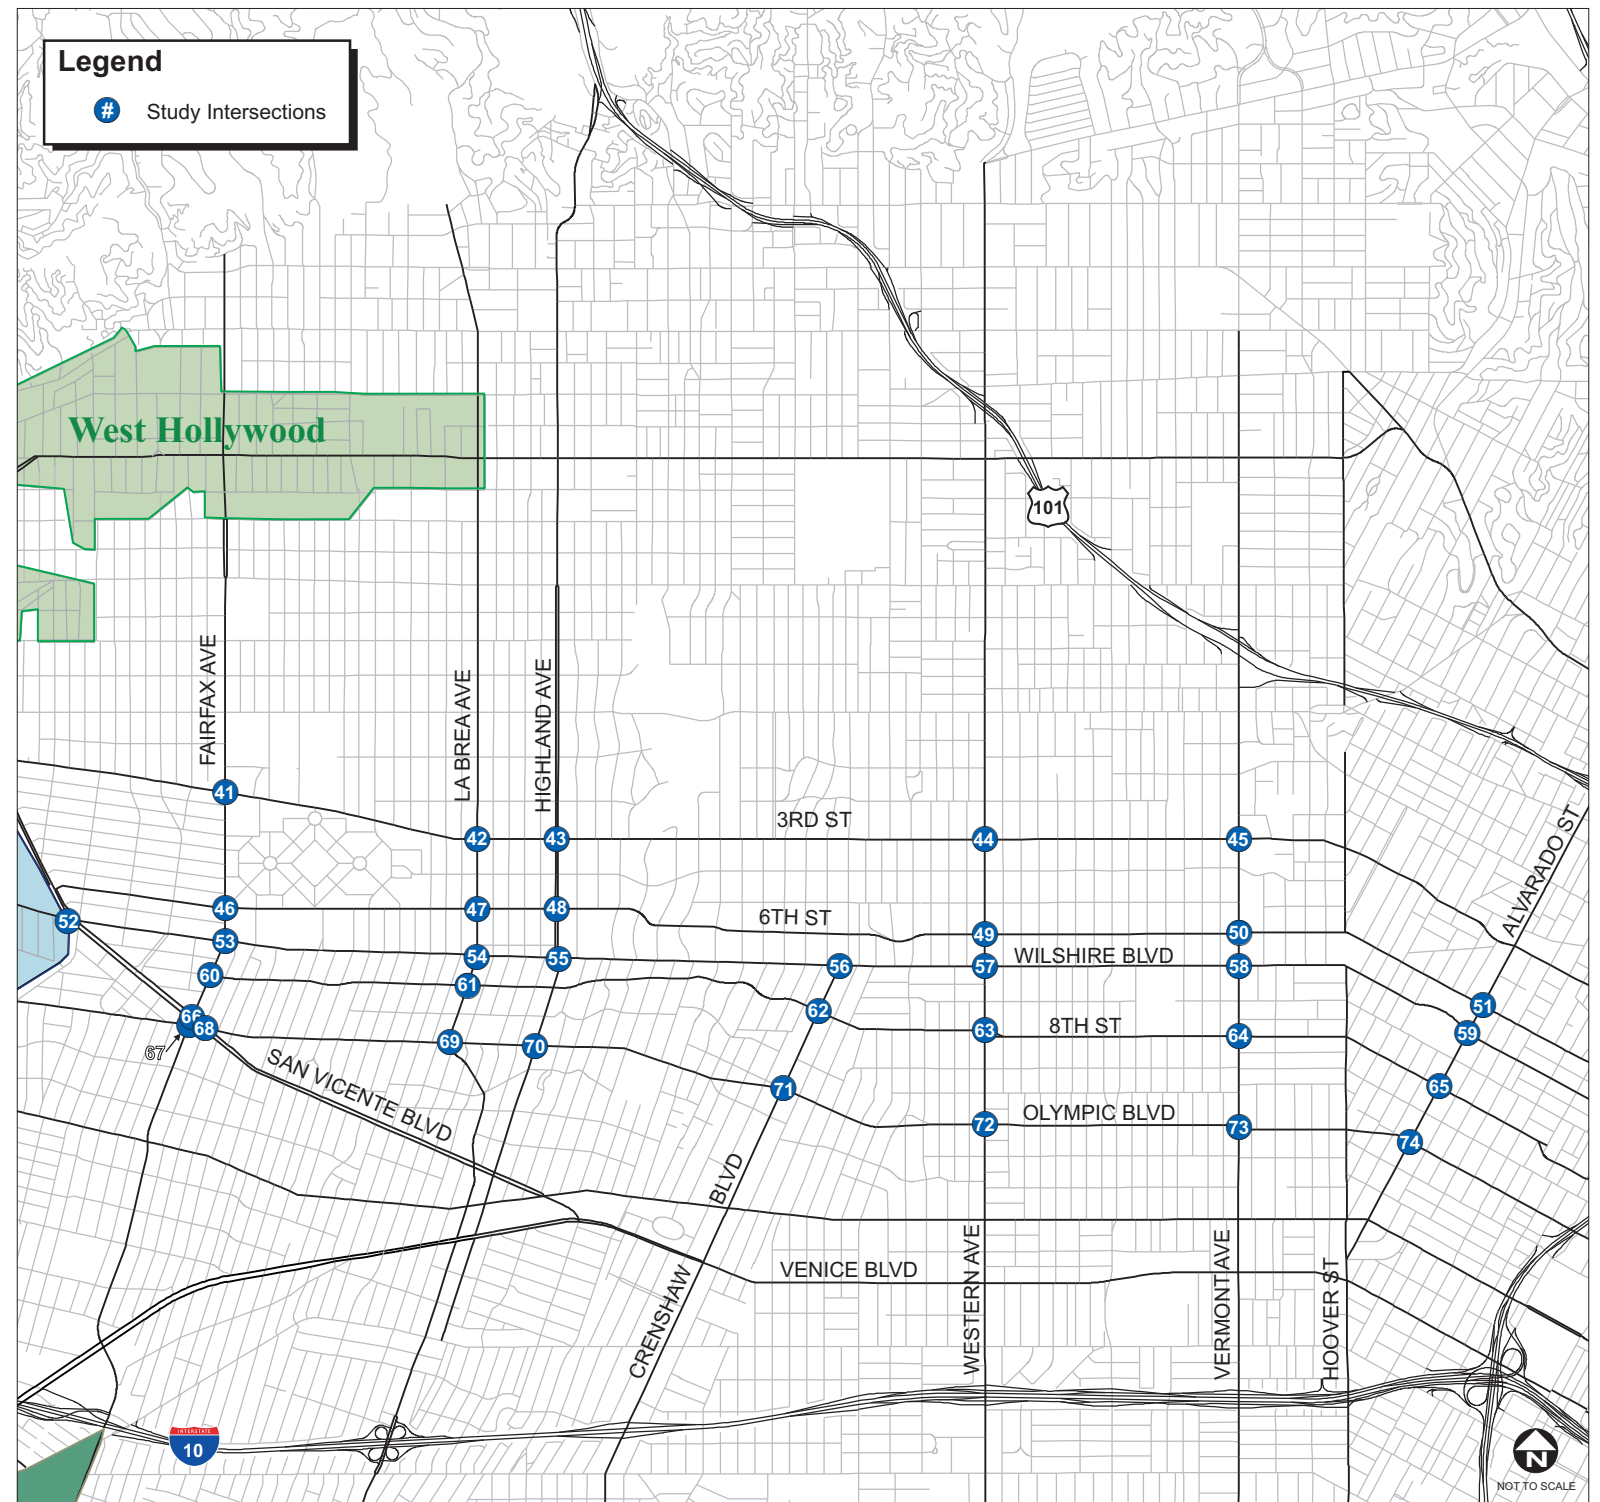 Legend
# Study Intersections
West Hollywood
101
FAIRFAX AVE
LA BREA AVE
HIGHLAND AVE
41
42
43
3RD ST
44
45
ALVARADO ST
46
47
48
6TH ST
49
50
52
53
54
55
56
57
WILSHIRE BLVD
58
60
61
62
51
66
68
67
63
8TH ST
64
59
69
70
SAN VICENTE BLVD
71
65
72
OLYMPIC BLVD
73
74
CRENSHAW BLVD
VENICE BLVD
WESTERN AVE
VERMONT AVE
HOOVER ST
INTERSTATE
10
N
NOT TO SCALE